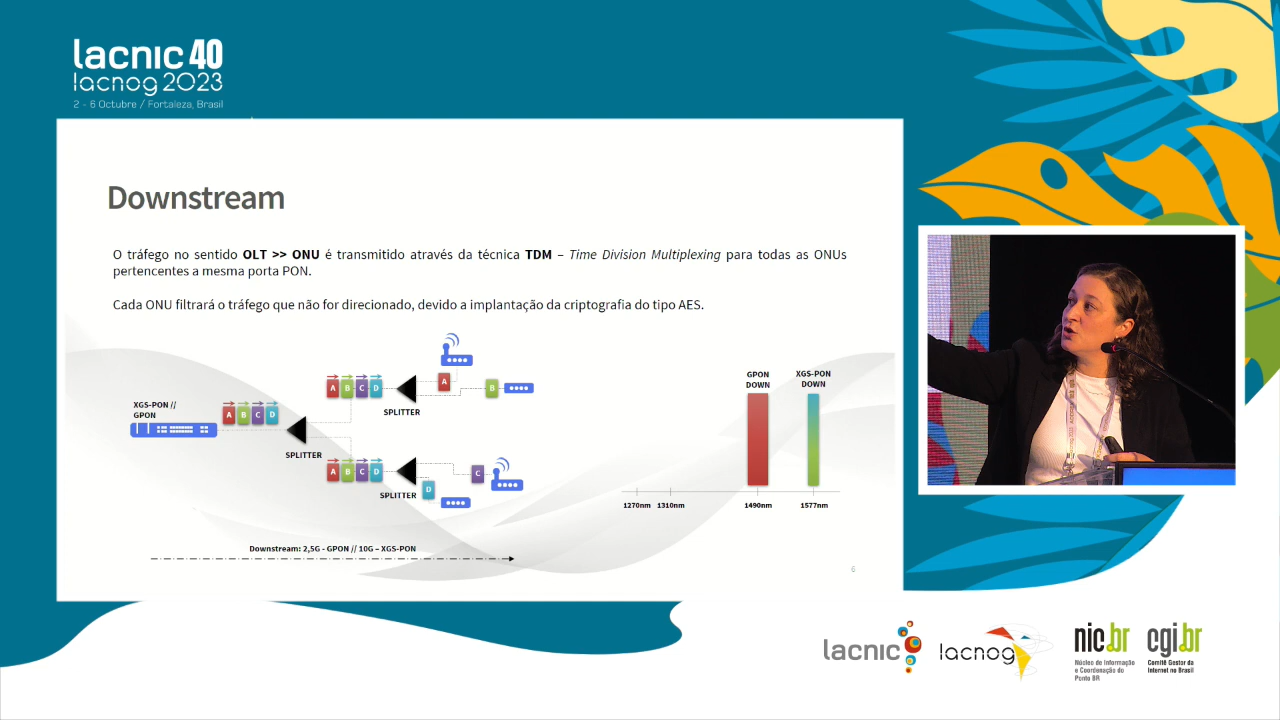 lacnic 40
lacnog 2023
2 - 6 Octubre / Fortaleza, Brasil
Downstream
O tráfego no sentido OLT >> ONU é transmitido através da técnica TDM – Time Division Multiplexing para todas as ONUs
pertencentes a mesma porta PON.
Cada ONU filtrará o tráfego que não for direcionado, devido a implantação da criptografia do tipo AES.
XGS-PON //
GPON
A B C D
SPLITTER
A B C D
SPLITTER
A
B
A B C D
SPLITTER
C
D
Downstream: 2,5G - GPON // 10G – XGS-PON
GPON
DOWN
XGS-PON
DOWN
1270nm 1310nm 1490nm 1577nm
6
lacnic
lacnog
nic.br
Núcleo de Informação
e Coordenação do
Ponto BR
cgi.br
Comitê Gestor da
Internet no Brasil